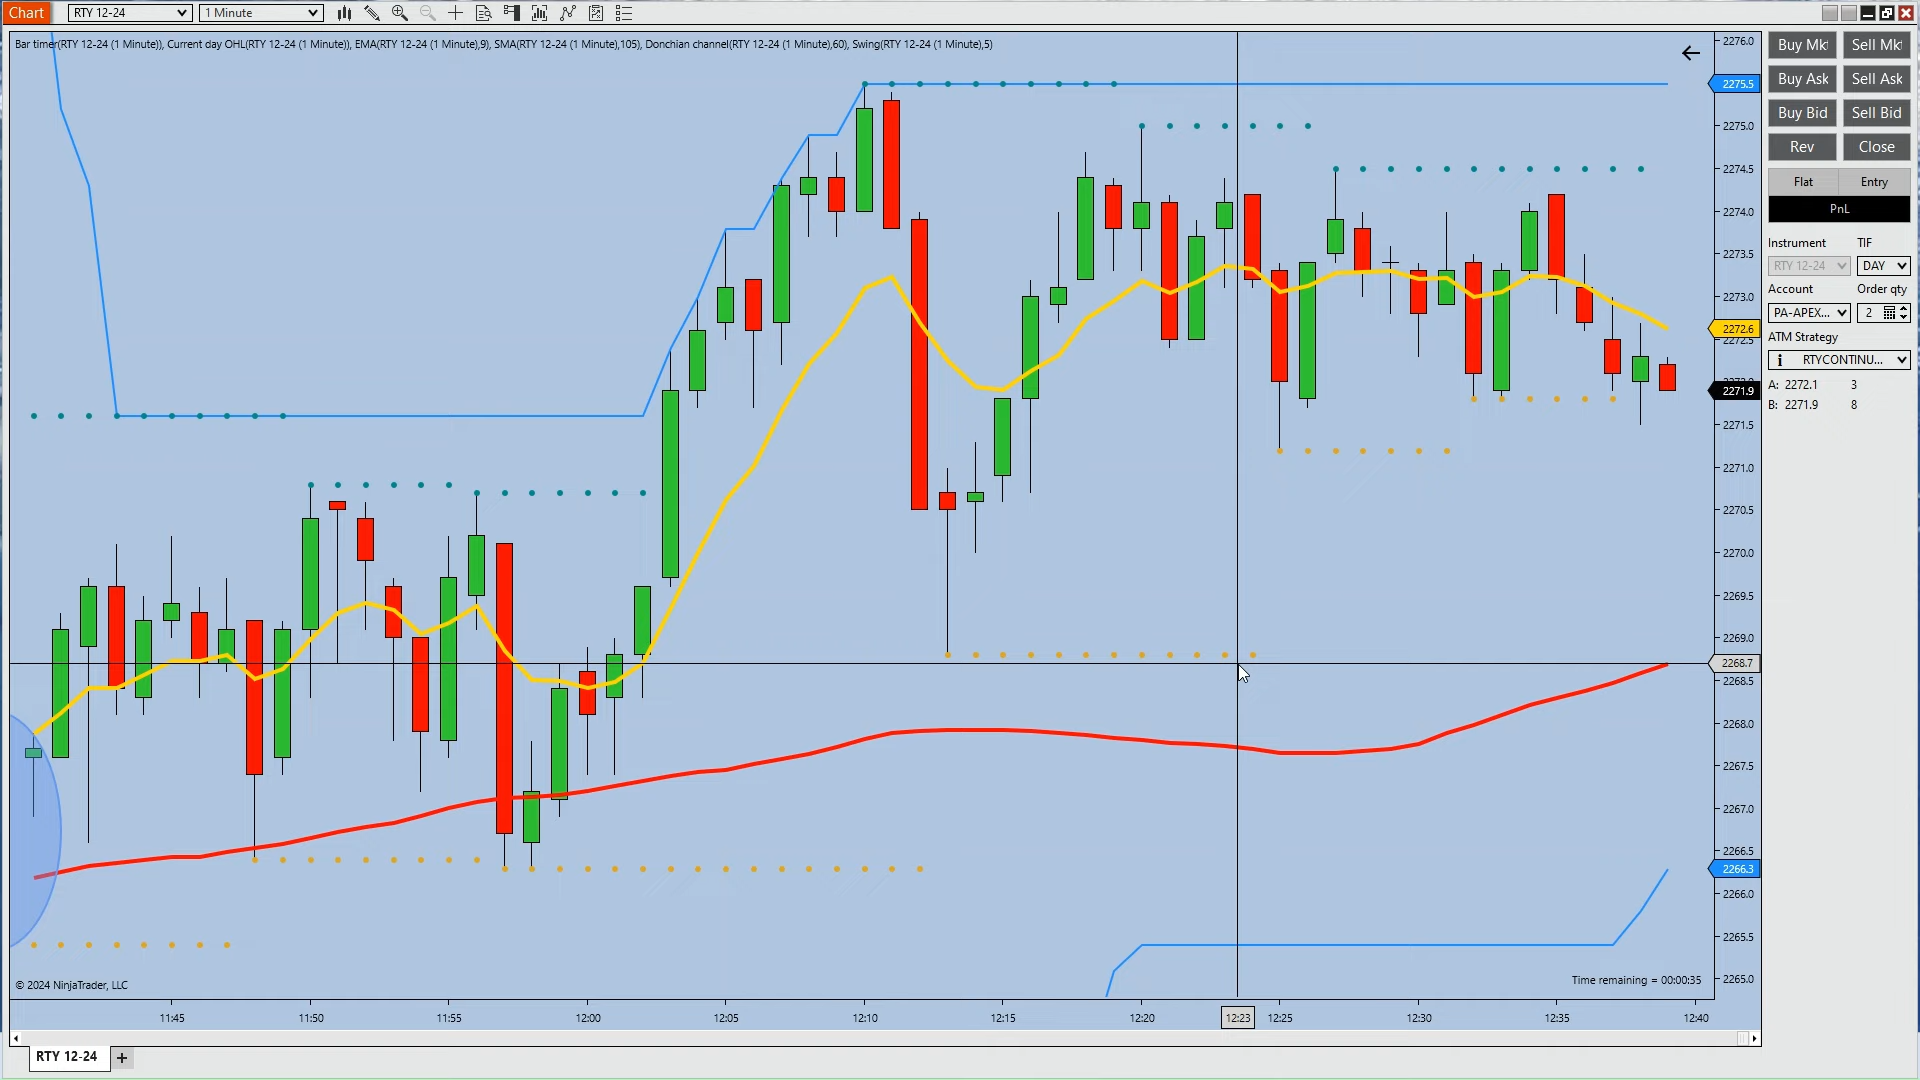 Chart RTY 12-24 1 Minute
Bar timer(RTY 12-24 (1 Minute)), Current day OHL(RTY 12-24 (1 Minute)), EMA(RTY 12-24 (1 Minute),9), SMA(RTY 12-24 (1 Minute),105), Donchian channel(RTY 12-24 (1 Minute),60), Swing(RTY 12-24 (1 Minute),5)
2276.0
2275.5
2275.0
2274.5
2274.0
2273.5
2273.0
2272.6
2272.5
2271.9
2271.5
2271.0
2270.5
2270.0
2269.5
2269.0
2268.7
2268.5
2268.0
2267.5
2267.0
2266.5
2266.3
2266.0
2265.5
2265.0
Buy Mkt Sell Mkt
Buy Ask Sell Ask
Buy Bid Sell Bid
Rev Close
Flat Entry
PnL
Instrument TIF
RTY 12-24 DAY
Account Order qty
PA-APEX... 2
ATM Strategy
RTYCONTINU...
A: 2272.1 3
B: 2271.9 8
© 2024 NinjaTrader, LLC
Time remaining = 00:00:35
11:45 11:50 11:55 12:00 12:05 12:10 12:15 12:20 12:23 12:25 12:30 12:35 12:40
RTY 12-24 +